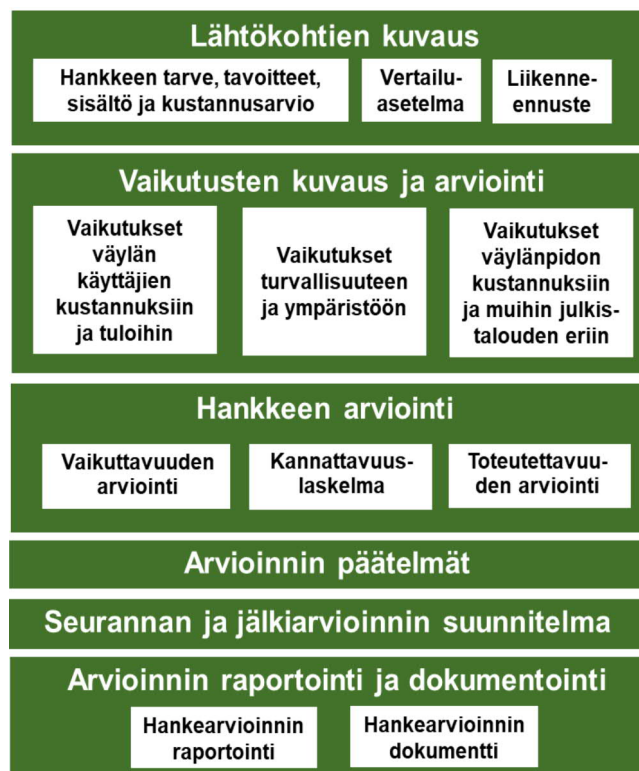 Lähtökohtien kuvaus
Hankkeen tarve, tavoitteet,
sisältö ja kustannusarvio
Vertailu-
asetelma
Liikenne-
ennuste
Vaikutusten kuvaus ja arviointi
Vaikutukset
väylän
käyttäjien
kustannuksiin
ja tuloihin
Vaikutukset
turvallisuuteen
ja ympäristöön
Vaikutukset
väylänpidon
kustannuksiin
ja muihin julkis-
talouden eriin
Hankkeen arviointi
Vaikuttavuuden
arviointi
Kannattavuus-
laskelma
Toteutettavuu-
den arviointi
Arvioinnin päätelmät
Seurannan ja jälkiarvioinnin suunnitelma
Arvioinnin raportointi ja dokumentointi
Hankearvioinnin
raportointi
Hankearvioinnin
dokumentti